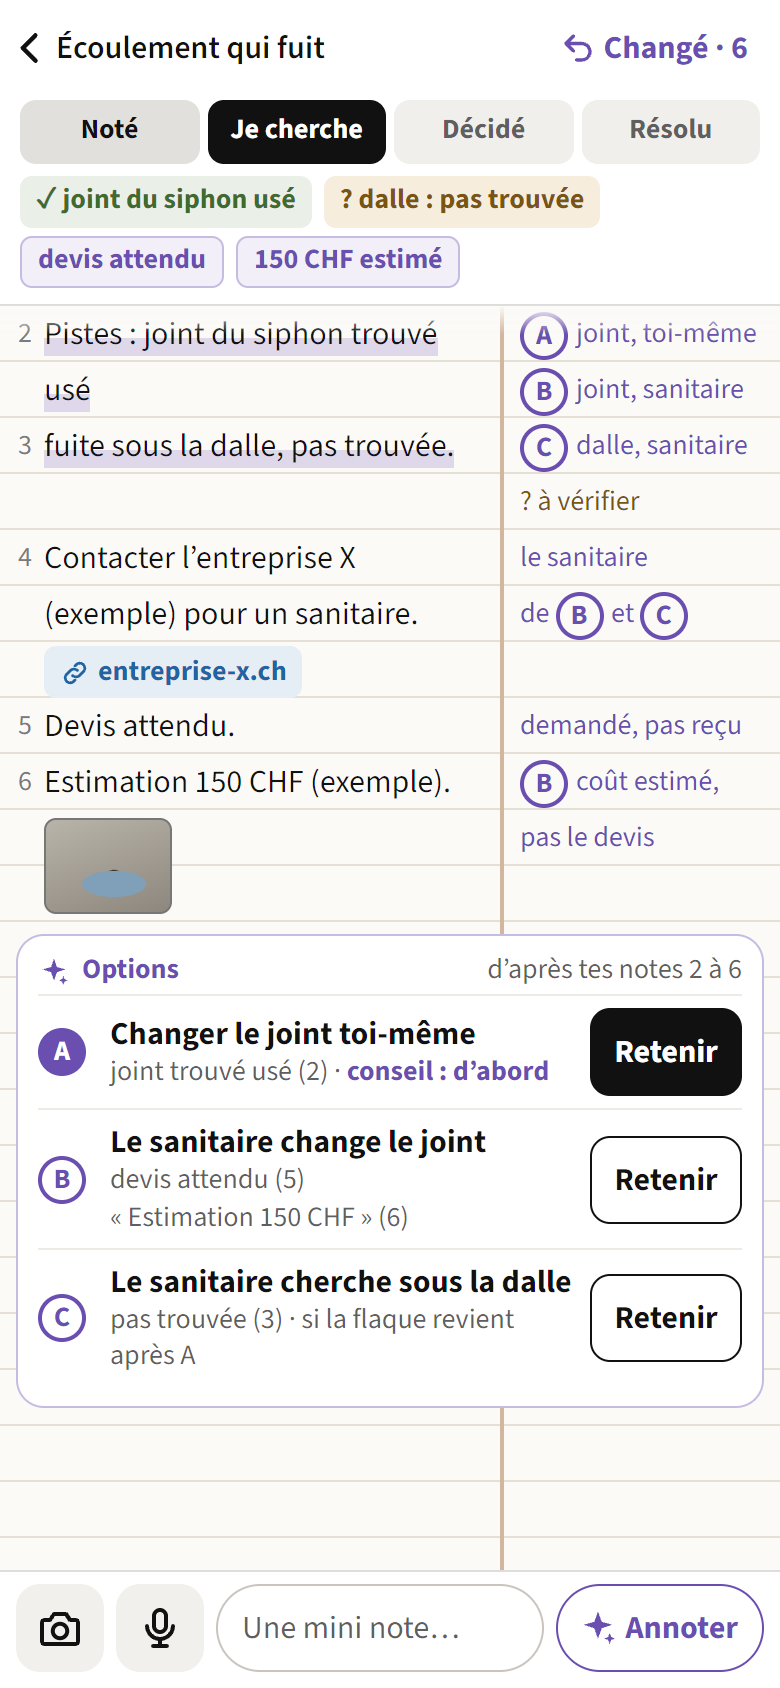 Écoulement qui fuit
Changé · 6
Noté
Je cherche
Décidé
Résolu
✓ joint du siphon usé
? dalle : pas trouvée
devis attendu
150 CHF estimé
2 Pistes : joint du siphon trouvé
usé
A joint, toi-même
B joint, sanitaire
3 fuite sous la dalle, pas trouvée.
C dalle, sanitaire
? à vérifier
4 Contacter l’entreprise X
(exemple) pour un sanitaire.
le sanitaire
de B et C
entreprise-x.ch
5 Devis attendu.
demandé, pas reçu
6 Estimation 150 CHF (exemple).
B coût estimé,
pas le devis
Options
d’après tes notes 2 à 6
A
Changer le joint toi-même
joint trouvé usé (2) · conseil : d’abord
Retenir
B
Le sanitaire change le joint
devis attendu (5)
« Estimation 150 CHF » (6)
Retenir
C
Le sanitaire cherche sous la dalle
pas trouvée (3) · si la flaque revient
après A
Retenir
Une mini note…
Annoter